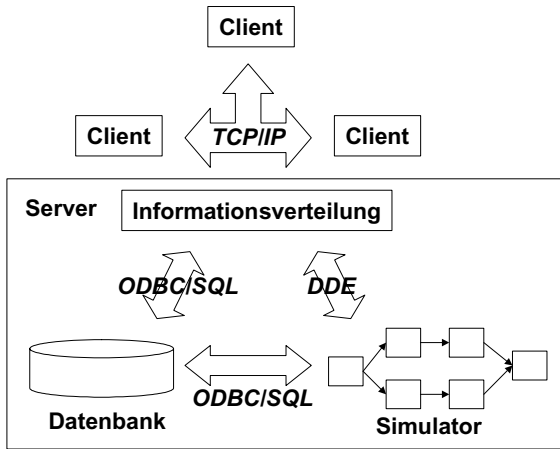 Client
Client
TCP/IP
Client
Server
Informationsverteilung
ODBC/SQL
DDE
ODBC/SQL
Datenbank
Simulator